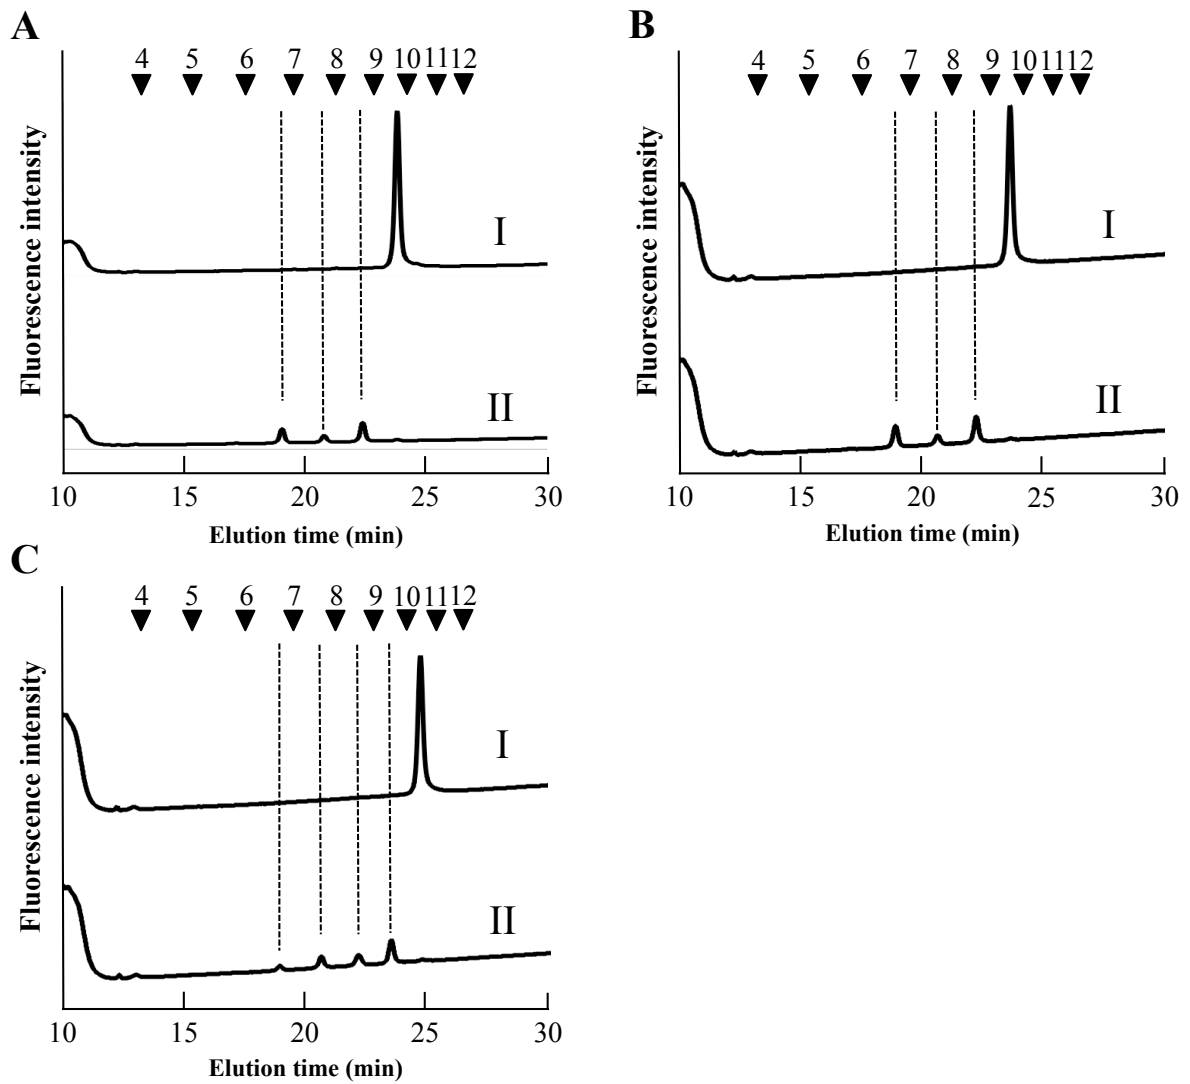 A
4 5 6 7 8 9 10 11 12
Fluorescence intensity
I
II
10 15 20 25 30
Elution time (min)
B
4 5 6 7 8 9 10 11 12
Fluorescence intensity
I
II
10 15 20 25 30
Elution time (min)
C
4 5 6 7 8 9 10 11 12
Fluorescence intensity
I
II
10 15 20 25 30
Elution time (min)